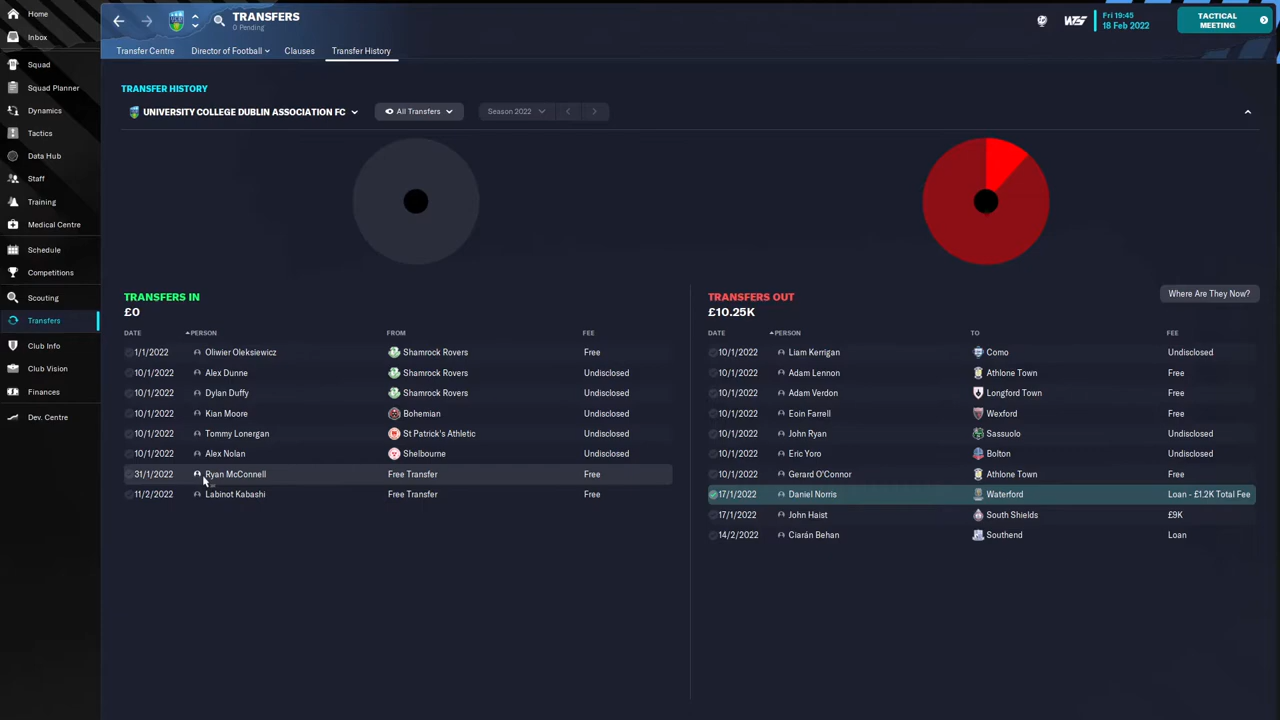 Home
Inbox
Squad
Squad Planner
Dynamics
Tactics
Data Hub
Staff
Training
Medical Centre
Schedule
Competitions
Scouting
Transfers
Club Info
Club Vision
Finances
Dev. Centre
TRANSFERS
0 Pending
Fri 19:45
18 Feb 2022
TACTICAL MEETING
Transfer Centre Director of Football Clauses Transfer History
TRANSFER HISTORY
UNIVERSITY COLLEGE DUBLIN ASSOCIATION FC All Transfers Season 2022
TRANSFERS IN
£0
DATE PERSON FROM FEE
1/1/2022 Oliwier Oleksiewicz Shamrock Rovers Free
10/1/2022 Alex Dunne Shamrock Rovers Undisclosed
10/1/2022 Dylan Duffy Shamrock Rovers Undisclosed
10/1/2022 Kian Moore Bohemian Undisclosed
10/1/2022 Tommy Lonergan St Patrick's Athletic Undisclosed
10/1/2022 Alex Nolan Shelbourne Undisclosed
31/1/2022 Ryan McConnell Free Transfer Free
11/2/2022 Labinot Kabashi Free Transfer Free
TRANSFERS OUT
£10.25K
Where Are They Now?
DATE PERSON TO FEE
10/1/2022 Liam Kerrigan Como Undisclosed
10/1/2022 Adam Lennon Athlone Town Free
10/1/2022 Adam Verdon Longford Town Free
10/1/2022 Eoin Farrell Wexford Free
10/1/2022 John Ryan Sassuolo Undisclosed
10/1/2022 Eric Yoro Bolton Undisclosed
10/1/2022 Gerard O'Connor Athlone Town Free
17/1/2022 Daniel Norris Waterford Loan - £1.2K Total Fee
17/1/2022 John Haist South Shields £9K
14/2/2022 Ciarán Behan Southend Loan